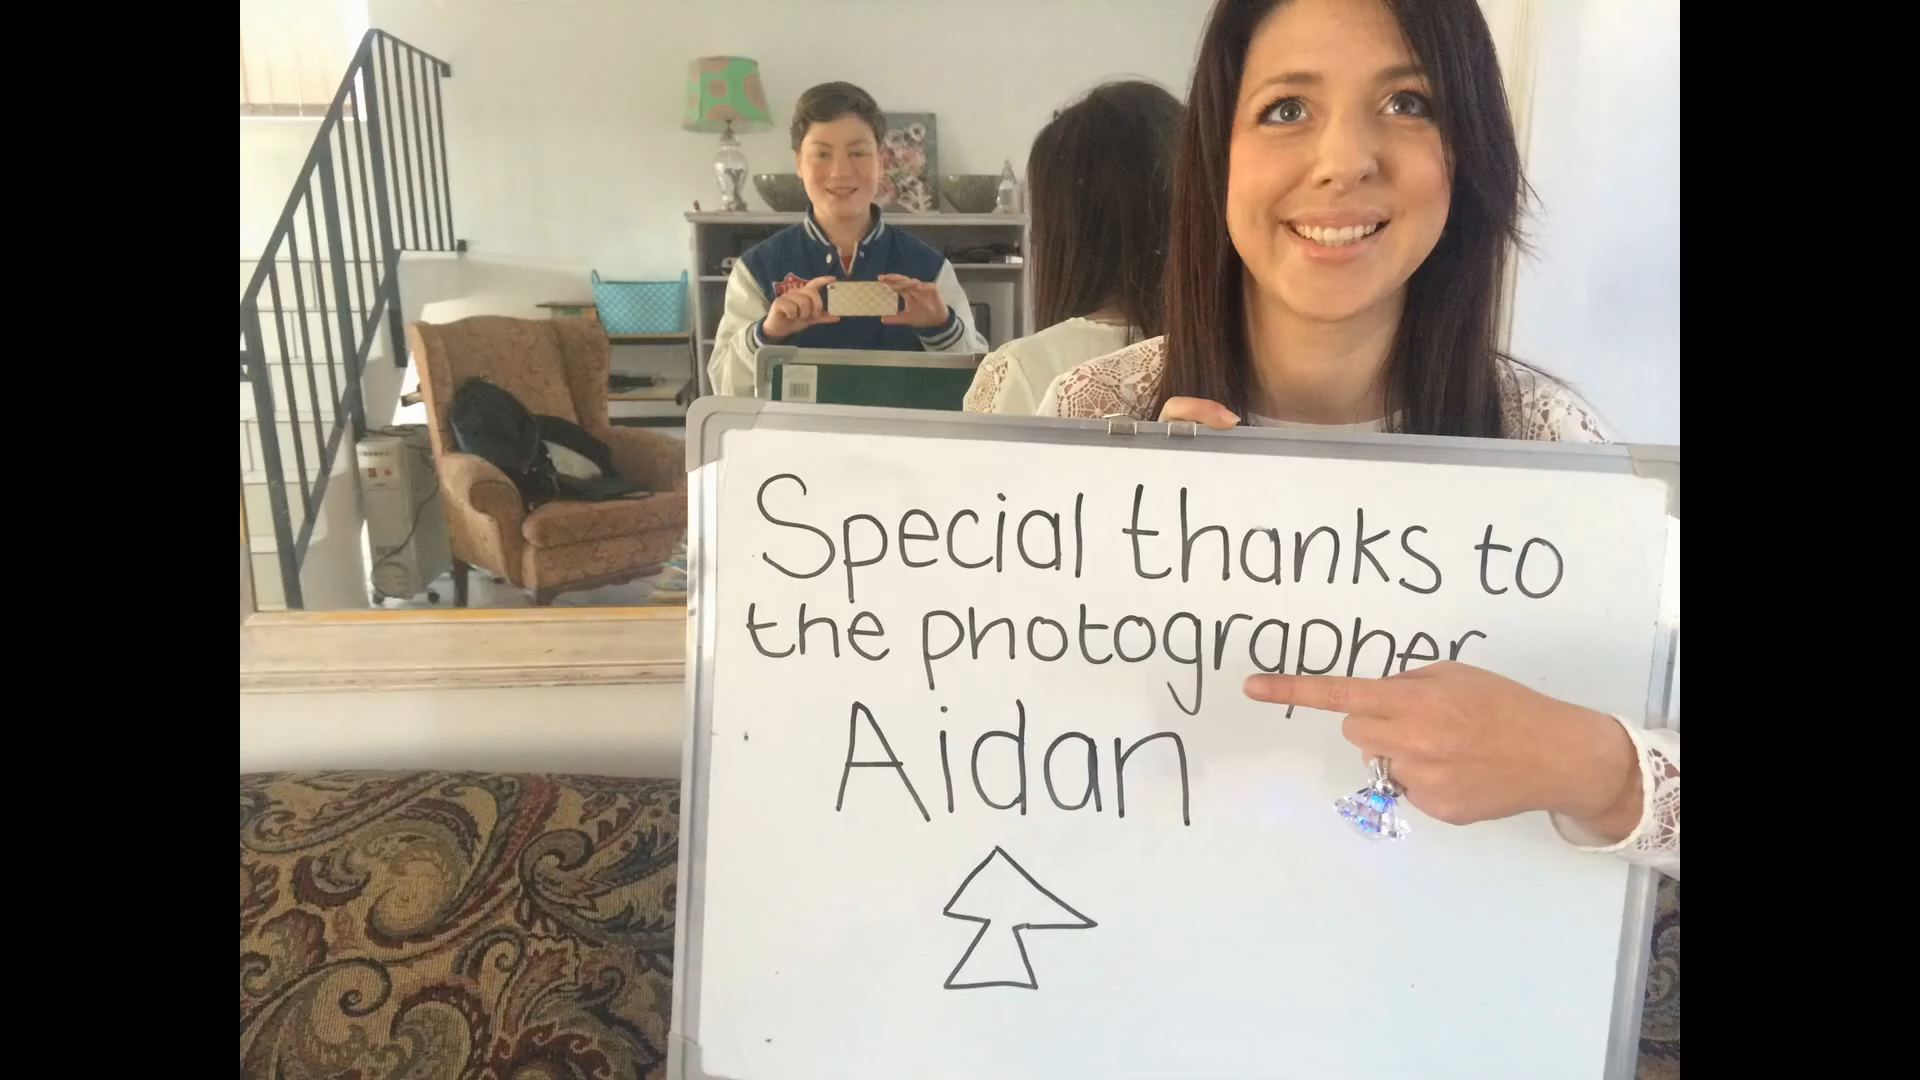 Special thanks to
the photographer
Aidan